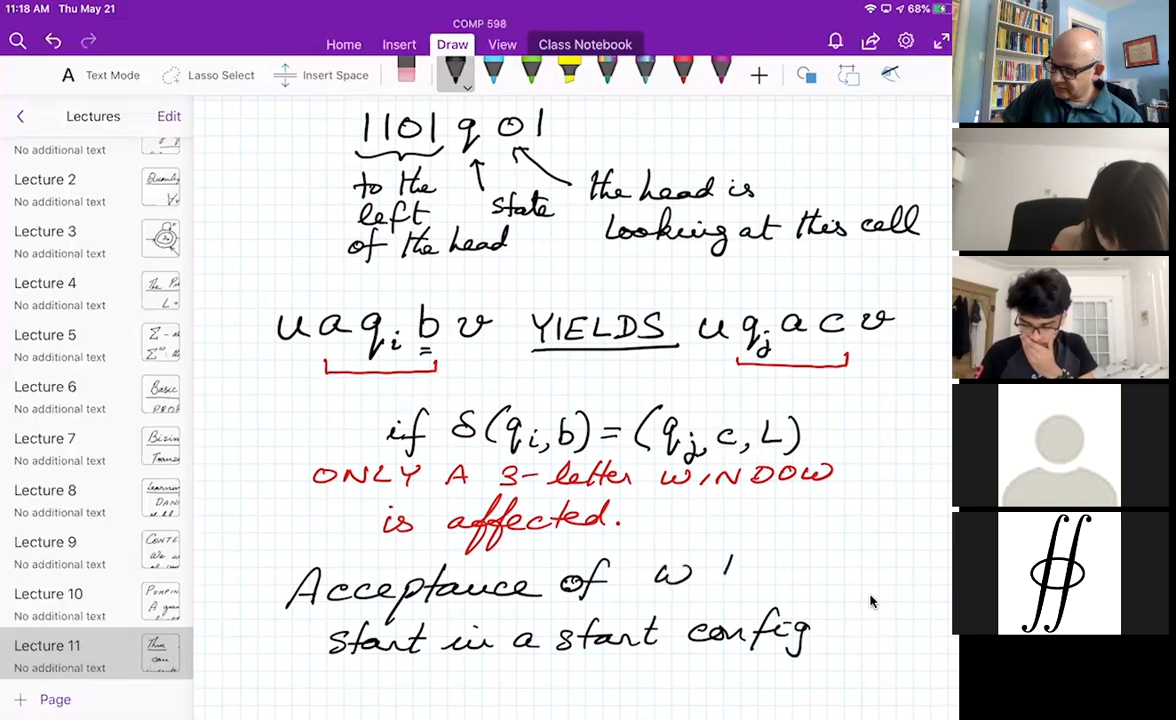 11:18 AM Thu May 21
68%
COMP 598
Home Insert Draw View Class Notebook
A Text Mode Lasso Select Insert Space
Lectures Edit
No additional text
Lecture 2
No additional text
Lecture 3
No additional text
Lecture 4
No additional text
Lecture 5
No additional text
Lecture 6
No additional text
Lecture 7
No additional text
Lecture 8
No additional text
Lecture 9
No additional text
Lecture 10
No additional text
Lecture 11
No additional text
+ Page
1101 q 01
to the left of the head
state
the head is
looking at this cell
u a qᵢ b v YIELDS u qⱼ a c v
if δ(qᵢ, b) = (qⱼ, c, L)
ONLY A 3-letter WINDOW
is affected.
Acceptance of w
start in a start config
∯